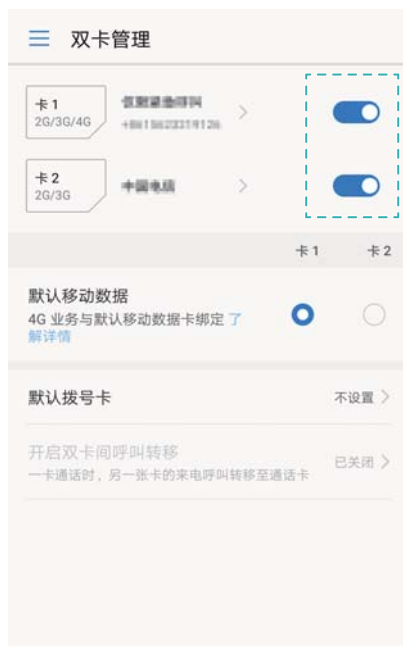 双卡管理
卡 1
2G/3G/4G
卡 2
2G/3G
卡 1 卡 2
默认移动数据
4G 业务与默认移动数据卡绑定 了
解详情
默认拨号卡 不设置
开启双卡间呼叫转移
一卡通话时，另一张卡的来电呼叫转移至通话卡
已关闭